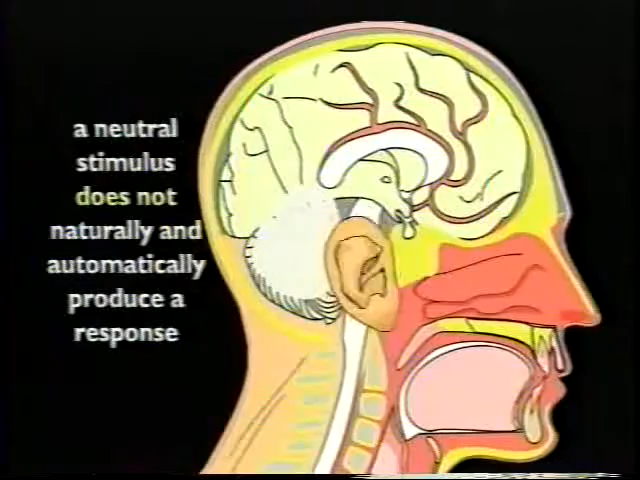 a neutral
stimulus
does not
naturally and
automatically
produce a
response